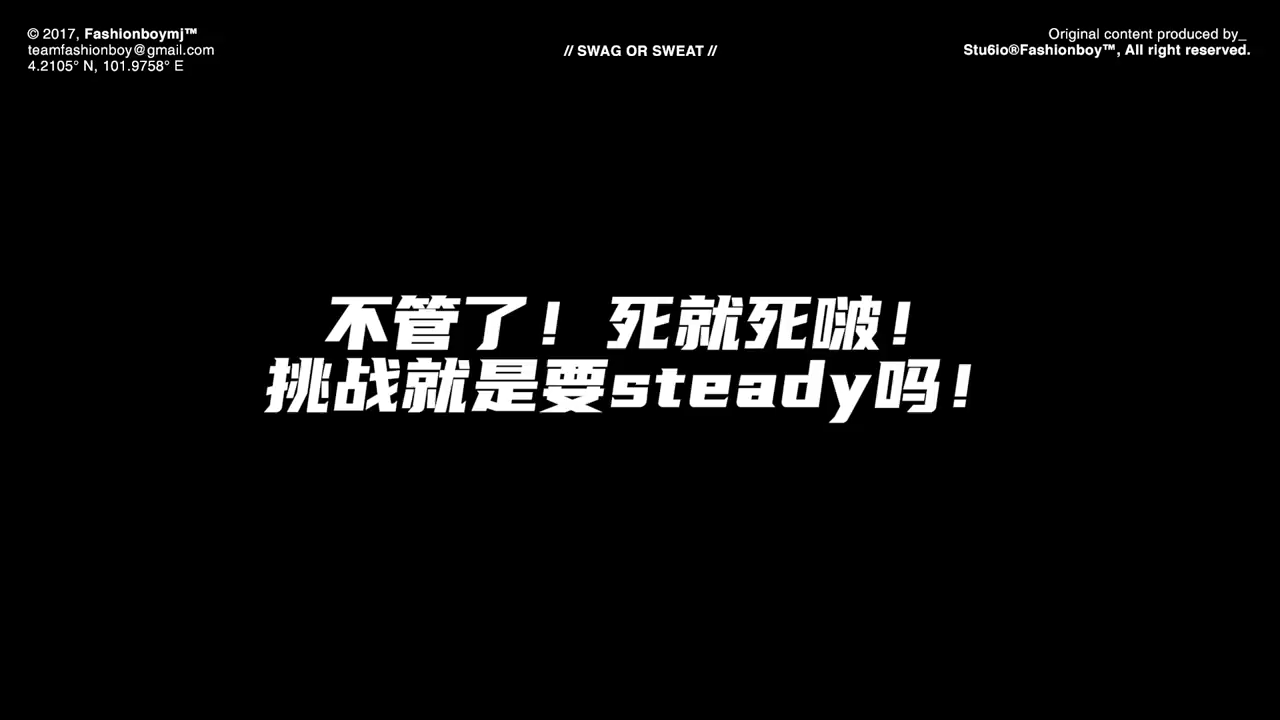 © 2017, Fashionboymj™
teamfashionboy@gmail.com
4.2105° N, 101.9758° E
// SWAG OR SWEAT //
Original content produced by_
Stu6io®Fashionboy™, All right reserved.
不管了！死就死啵！
挑战就是要steady吗！